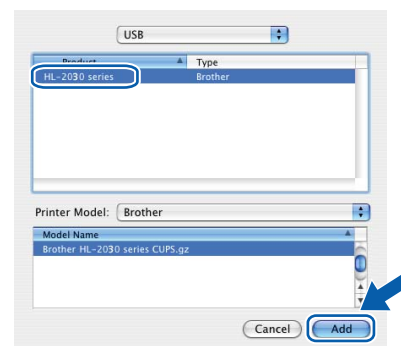 USB
Product Type
HL-2030 series Brother
Printer Model: Brother
Model Name
Brother HL-2030 series CUPS.gz
Cancel Add